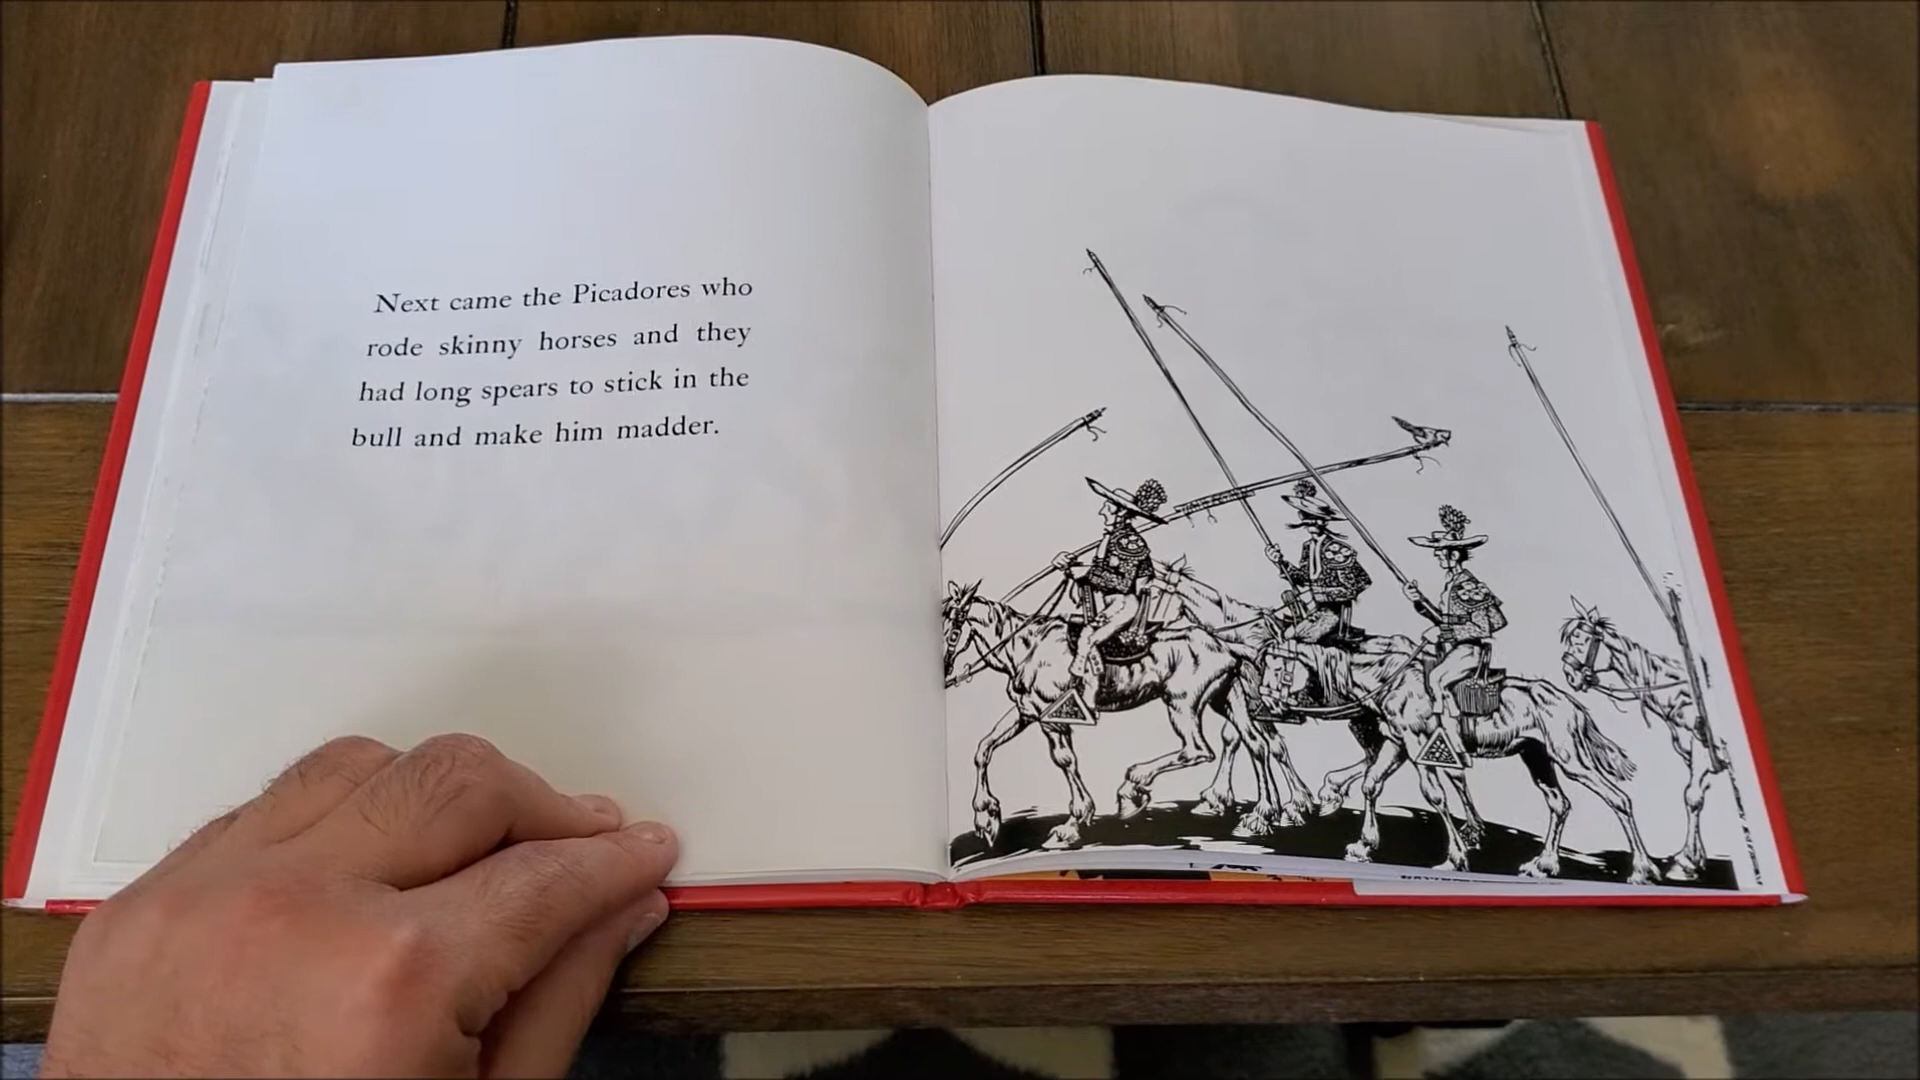 Next came the Picadores who
rode skinny horses and they
had long spears to stick in the
bull and make him madder.